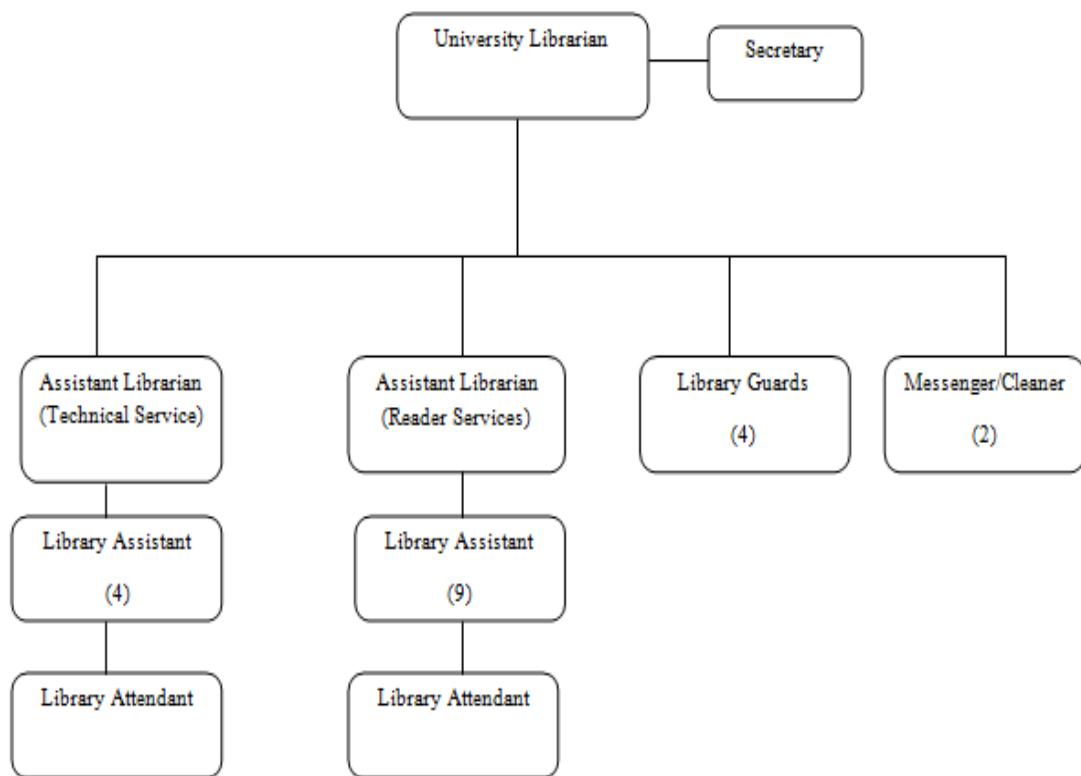 University Librarian
Secretary
Assistant Librarian
(Technical Service)
Assistant Librarian
(Reader Services)
Library Guards
(4)
Messenger/Cleaner
(2)
Library Assistant
(4)
Library Assistant
(9)
Library Attendant
Library Attendant